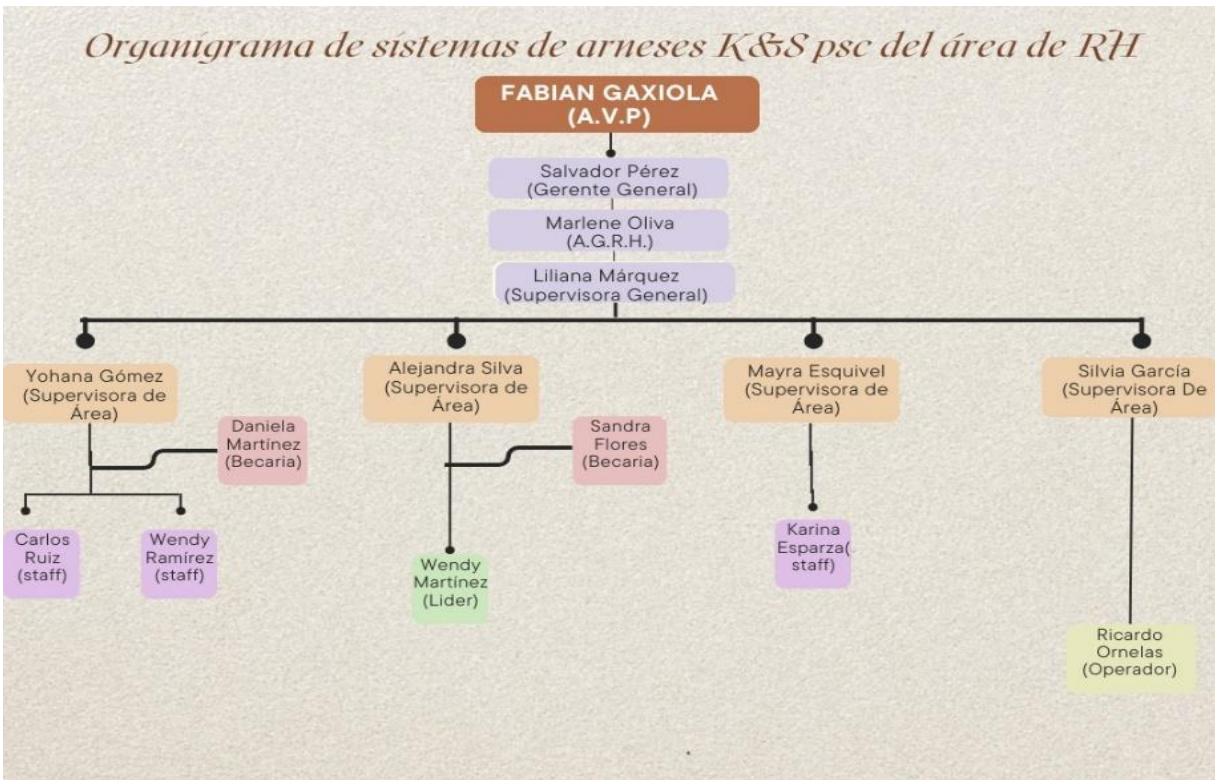 Organigrama de sistemas de arneses K&S psc del área de RH
FABIAN GAXIOLA
(A.V.P)
Salvador Pérez
(Gerente General)
Marlene Oliva
(A.G.R.H.)
Liliana Márquez
(Supervisora General)
Yohana Gómez
(Supervisora de
Área)
Alejandra Silva
(Supervisora de
Área)
Mayra Esquivel
(Supervisora de
Área)
Silvia García
(Supervisora De
Área)
Daniela
Martínez
(Becaria)
Sandra
Flores
(Becaria)
Carlos
Ruiz
(staff)
Wendy
Ramírez
(staff)
Wendy
Martínez
(Lider)
Karina
Esparza(
staff)
Ricardo
Ornelas
(Operador)